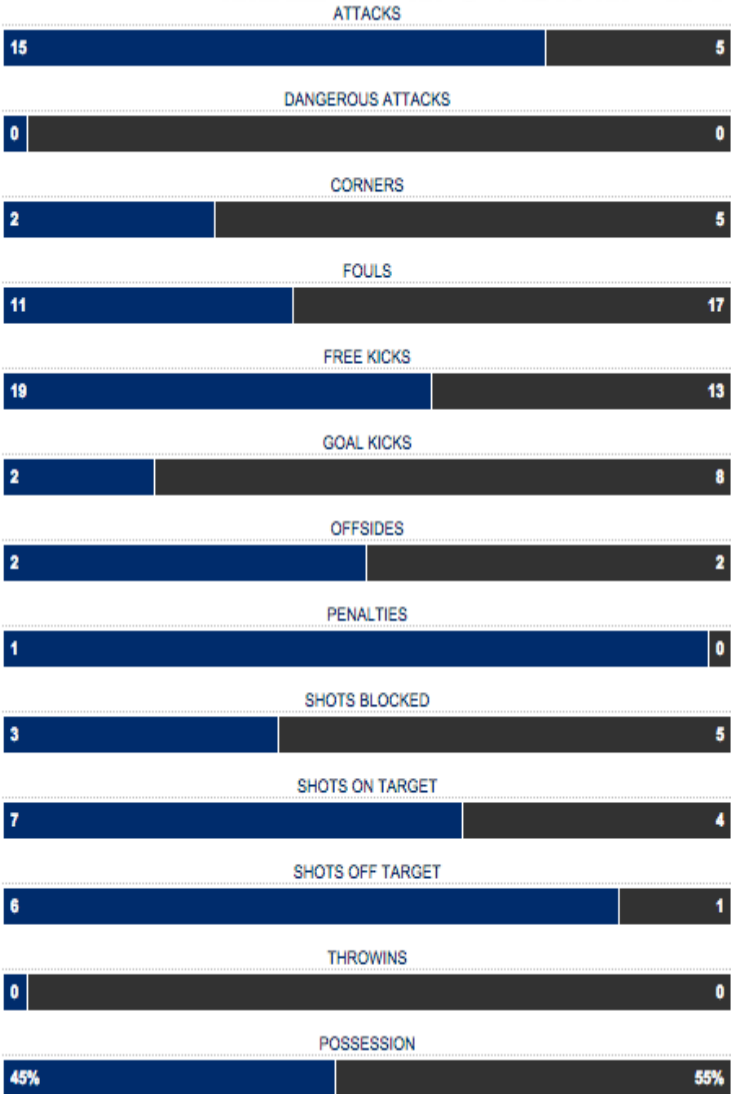 ATTACKS
15 5
DANGEROUS ATTACKS
0 0
CORNERS
2 5
FOULS
11 17
FREE KICKS
19 13
GOAL KICKS
2 8
OFFSIDES
2 2
PENALTIES
1 0
SHOTS BLOCKED
3 5
SHOTS ON TARGET
7 4
SHOTS OFF TARGET
6 1
THROWINS
0 0
POSSESSION
45% 55%